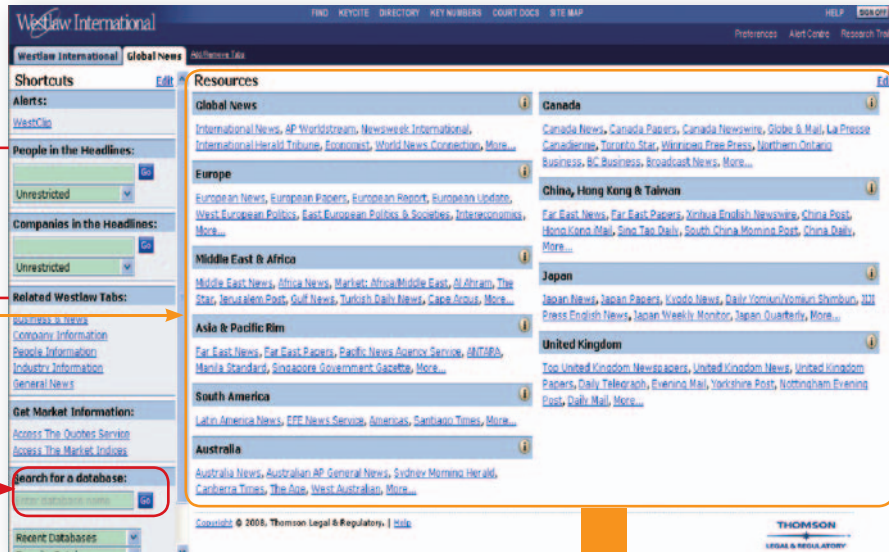 Westlaw International
FIND KEYCITE DIRECTORY KEY NUMBERS COURT DOCS SITE MAP
HELP SIGN OFF
Preferences Alert Centre Research Trail
Westlaw International Global News Add/Remove Tabs
Shortcuts Edit
Alerts:
WestClip
People in the Headlines:
Go
Unrestricted
Companies in the Headlines:
Go
Unrestricted
Related Westlaw Tabs:
Business & News
Company Information
People Information
Industry Information
General News
Get Market Information:
Access The Quotes Service
Access The Market Indices
Search for a database:
Enter database name Go
Recent Databases
Resources
Ed
Global News
International News, AP Worldstream, Newsweek International,
International Herald Tribune, Economist, World News Connection, More...
Europe
European News, European Papers, European Report, European Update,
West European Politics, East European Politics & Societies, Intereconomics,
More...
Middle East & Africa
Middle East News, Africa News, Market: Africa/Middle East, Al Ahram, The
Star, Jerusalem Post, Gulf News, Turkish Daily News, Cape Argus, More...
Asia & Pacific Rim
Far East News, Far East Papers, Pacific News Agency Service, ANTARA,
Manila Standard, Singapore Government Gazette, More...
South America
Latin America News, EFE News Service, Americas, Santiago Times, More...
Australia
Australia News, Australian AP General News, Sydney Morning Herald,
Canberra Times, The Age, West Australian, More...
Canada
Canada News, Canada Papers, Canada Newswire, Globe & Mail, La Presse
Canadienne, Toronto Star, Winnipeg Free Press, Northern Ontario
Business, BC Business, Broadcast News, More...
China, Hong Kong & Taiwan
Far East News, Far East Papers, Xinhua English Newswire, China Post,
Hong Kong iMail, Sing Tao Daily, South China Morning Post, China Daily,
More...
Japan
Japan News, Japan Papers, Kyodo News, Daily Yomiuri/Yomiuri Shimbun, JIJI
Press English News, Japan Weekly Monitor, Japan Quarterly, More...
United Kingdom
Top United Kingdom Newspapers, United Kingdom News, United Kingdom
Papers, Daily Telegraph, Evening Mail, Yorkshire Post, Nottingham Evening
Post, Daily Mail, More...
Copyright © 2008, Thomson Legal & Regulatory. | Help
THOMSON
LEGAL & REGULATORY